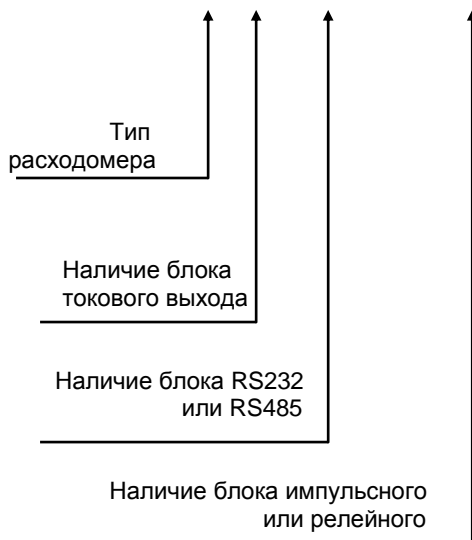 Тип
расходомера
Наличие блока
токового выхода
Наличие блока RS232
или RS485
Наличие блока импульсного
или релейного